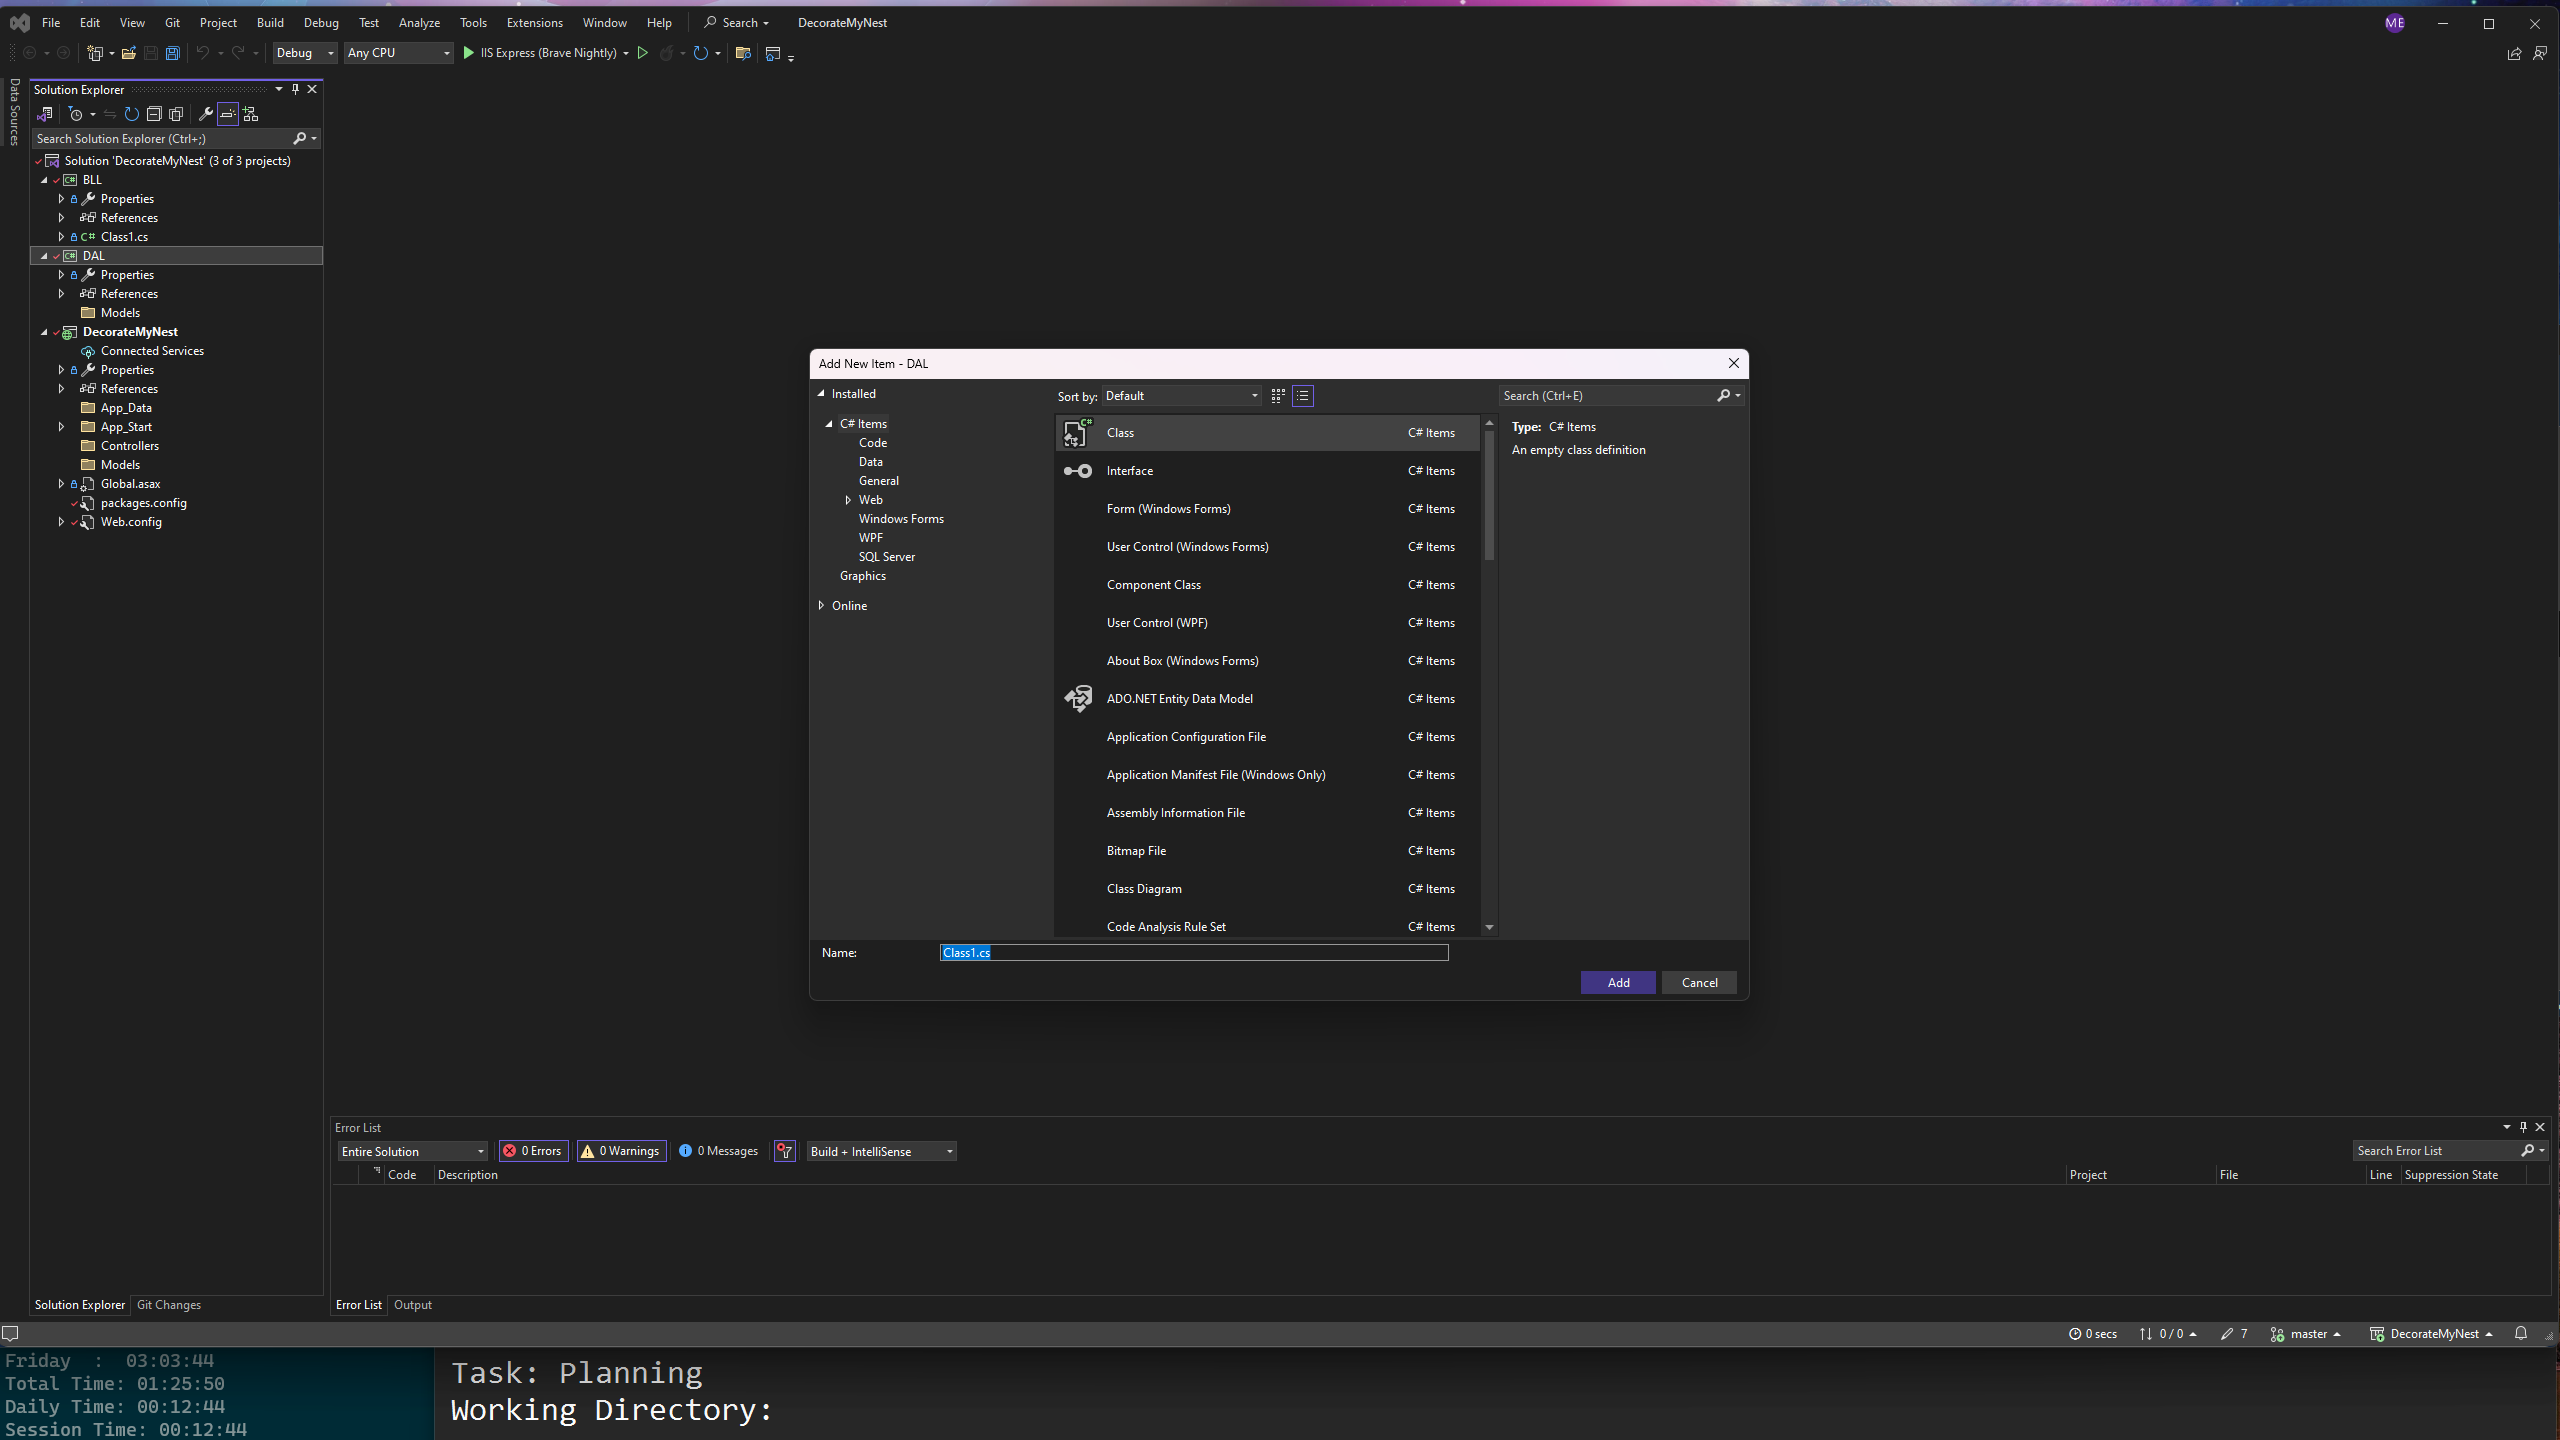 File Edit View Git Project Build Debug Test Analyze Tools Extensions Window Help Search DecorateMyNest ME
Debug Any CPU IIS Express (Brave Nightly)
Data Sources
Solution Explorer
Search Solution Explorer (Ctrl+;)
Solution 'DecorateMyNest' (3 of 3 projects)
C# BLL
Properties
References
C# Class1.cs
C# DAL
Properties
References
Models
DecorateMyNest
Connected Services
Properties
References
App_Data
App_Start
Controllers
Models
Global.asax
packages.config
Web.config
Solution Explorer Git Changes
Add New Item - DAL
Installed
C# Items
Code
Data
General
Web
Windows Forms
WPF
SQL Server
Graphics
Online
Sort by: Default
C# Class C# Items
Interface C# Items
Form (Windows Forms) C# Items
User Control (Windows Forms) C# Items
Component Class C# Items
User Control (WPF) C# Items
About Box (Windows Forms) C# Items
ADO.NET Entity Data Model C# Items
Application Configuration File C# Items
Application Manifest File (Windows Only) C# Items
Assembly Information File C# Items
Bitmap File C# Items
Class Diagram C# Items
Code Analysis Rule Set C# Items
Search (Ctrl+E)
Type: C# Items
An empty class definition
Name: Class1.cs
Add Cancel
Error List
Entire Solution 0 Errors 0 Warnings 0 Messages Build + IntelliSense Search Error List
Code Description Project File Line Suppression State
Error List Output
0 secs 0 / 0 7 master DecorateMyNest
Friday : 03:03:44
Total Time: 01:25:50
Daily Time: 00:12:44
Session Time: 00:12:44
Task: Planning
Working Directory: